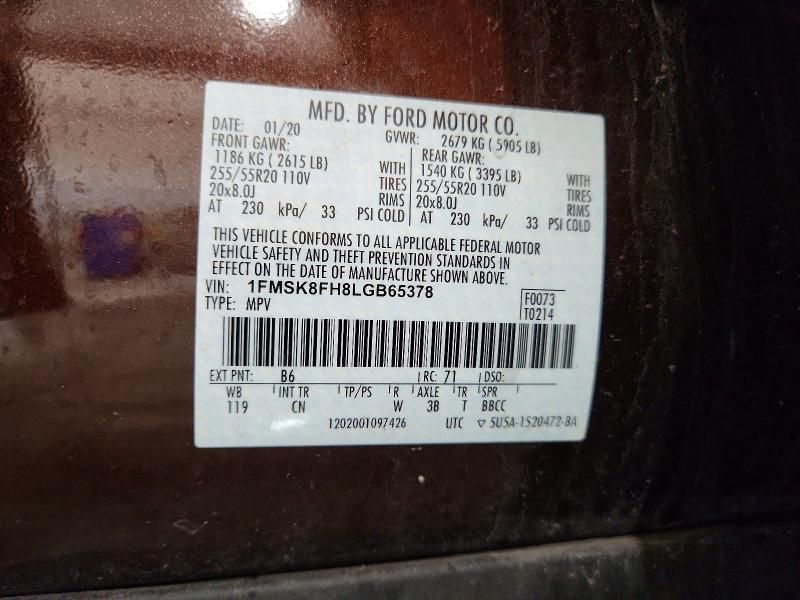 MFD. BY FORD MOTOR CO.
DATE: 01/20 GVWR: 2679 KG ( 5905 LB)
FRONT GAWR: REAR GAWR:
1186 KG ( 2615 LB) WITH 1540 KG ( 3395 LB) WITH
255/55R20 110V TIRES 255/55R20 110V TIRES
20x8.0J RIMS 20x8.0J RIMS
AT 230 kPa/ 33 PSI COLD AT 230 kPa/ 33 PSI COLD
THIS VEHICLE CONFORMS TO ALL APPLICABLE FEDERAL MOTOR
VEHICLE SAFETY AND THEFT PREVENTION STANDARDS IN
EFFECT ON THE DATE OF MANUFACTURE SHOWN ABOVE.
VIN: 1FMSK8FH8LGB65378 F0073
TYPE: MPV T0214
EXT PNT: B6 RC: 71 DSO:
WB INT TR TP/PS R AXLE TR SPR
119 CN W 3B T BBCC
1202001097426 UTC ▽ 5U5A-1520472-BA